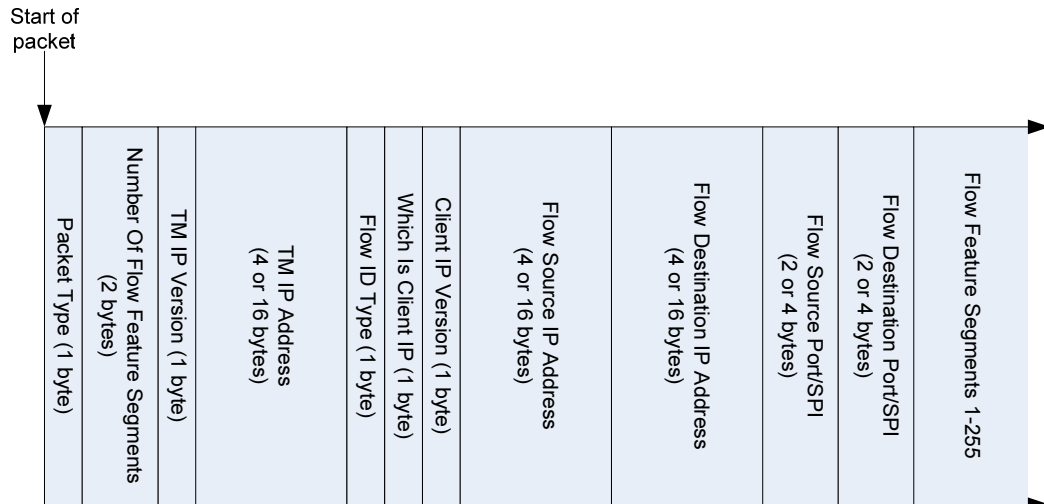 Start of
packet
Packet Type (1 byte)
Number Of Flow Feature Segments
(2 bytes)
TM IP Version (1 byte)
TM IP Address
(4 or 16 bytes)
Flow ID Type (1 byte)
Which Is Client IP (1 byte)
Client IP Version (1 byte)
Flow Source IP Address
(4 or 16 bytes)
Flow Destination IP Address
(4 or 16 bytes)
Flow Source Port/SPI
(2 or 4 bytes)
Flow Destination Port/SPI
(2 or 4 bytes)
Flow Feature Segments 1-255